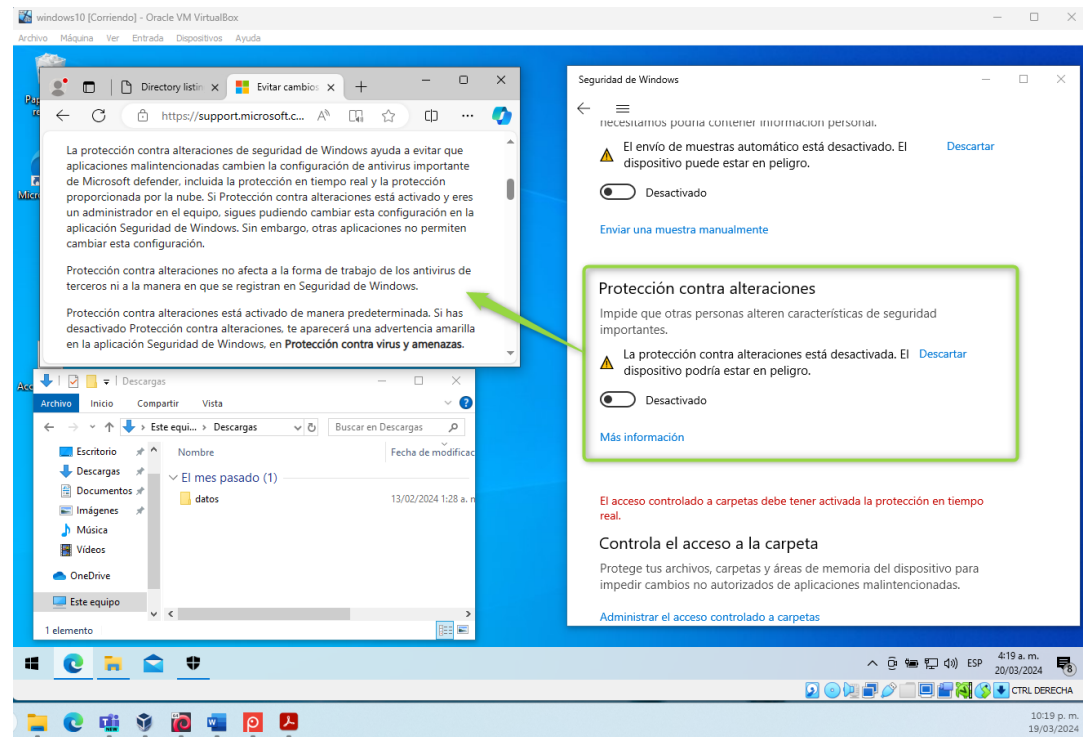 windows10 [Corriendo] - Oracle VM VirtualBox
Archivo Máquina Ver Entrada Dispositivos Ayuda
Directory listin
Evitar cambios
https://support.microsoft.c...
La protección contra alteraciones de seguridad de Windows ayuda a evitar que
aplicaciones malintencionadas cambien la configuración de antivirus importante
de Microsoft defender, incluida la protección en tiempo real y la protección
proporcionada por la nube. Si Protección contra alteraciones está activado y eres
un administrador en el equipo, sigues pudiendo cambiar esta configuración en la
aplicación Seguridad de Windows. Sin embargo, otras aplicaciones no permiten
cambiar esta configuración.
Protección contra alteraciones no afecta a la forma de trabajo de los antivirus de
terceros ni a la manera en que se registran en Seguridad de Windows.
Protección contra alteraciones está activado de manera predeterminada. Si has
desactivado Protección contra alteraciones, te aparecerá una advertencia amarilla
en la aplicación Seguridad de Windows, en Protección contra virus y amenazas.
Descargas
Archivo Inicio Compartir Vista
Este equi... > Descargas
Buscar en Descargas
Escritorio
Descargas
Documentos
Imágenes
Música
Vídeos
OneDrive
Este equipo
Nombre
Fecha de modificac
El mes pasado (1)
datos
13/02/2024 1:28 a. n
1 elemento
Seguridad de Windows
necesitamos podría contener información personal.
El envío de muestras automático está desactivado. El
dispositivo puede estar en peligro.
Descartar
Desactivado
Enviar una muestra manualmente
Protección contra alteraciones
Impide que otras personas alteren características de seguridad
importantes.
La protección contra alteraciones está desactivada. El
dispositivo podría estar en peligro.
Descartar
Desactivado
Más información
El acceso controlado a carpetas debe tener activada la protección en tiempo
real.
Controla el acceso a la carpeta
Protege tus archivos, carpetas y áreas de memoria del dispositivo para
impedir cambios no autorizados de aplicaciones malintencionadas.
Administrar el acceso controlado a carpetas
ESP
4:19 a. m.
20/03/2024
8
CTRL DERECHA
10:19 p. m.
19/03/2024